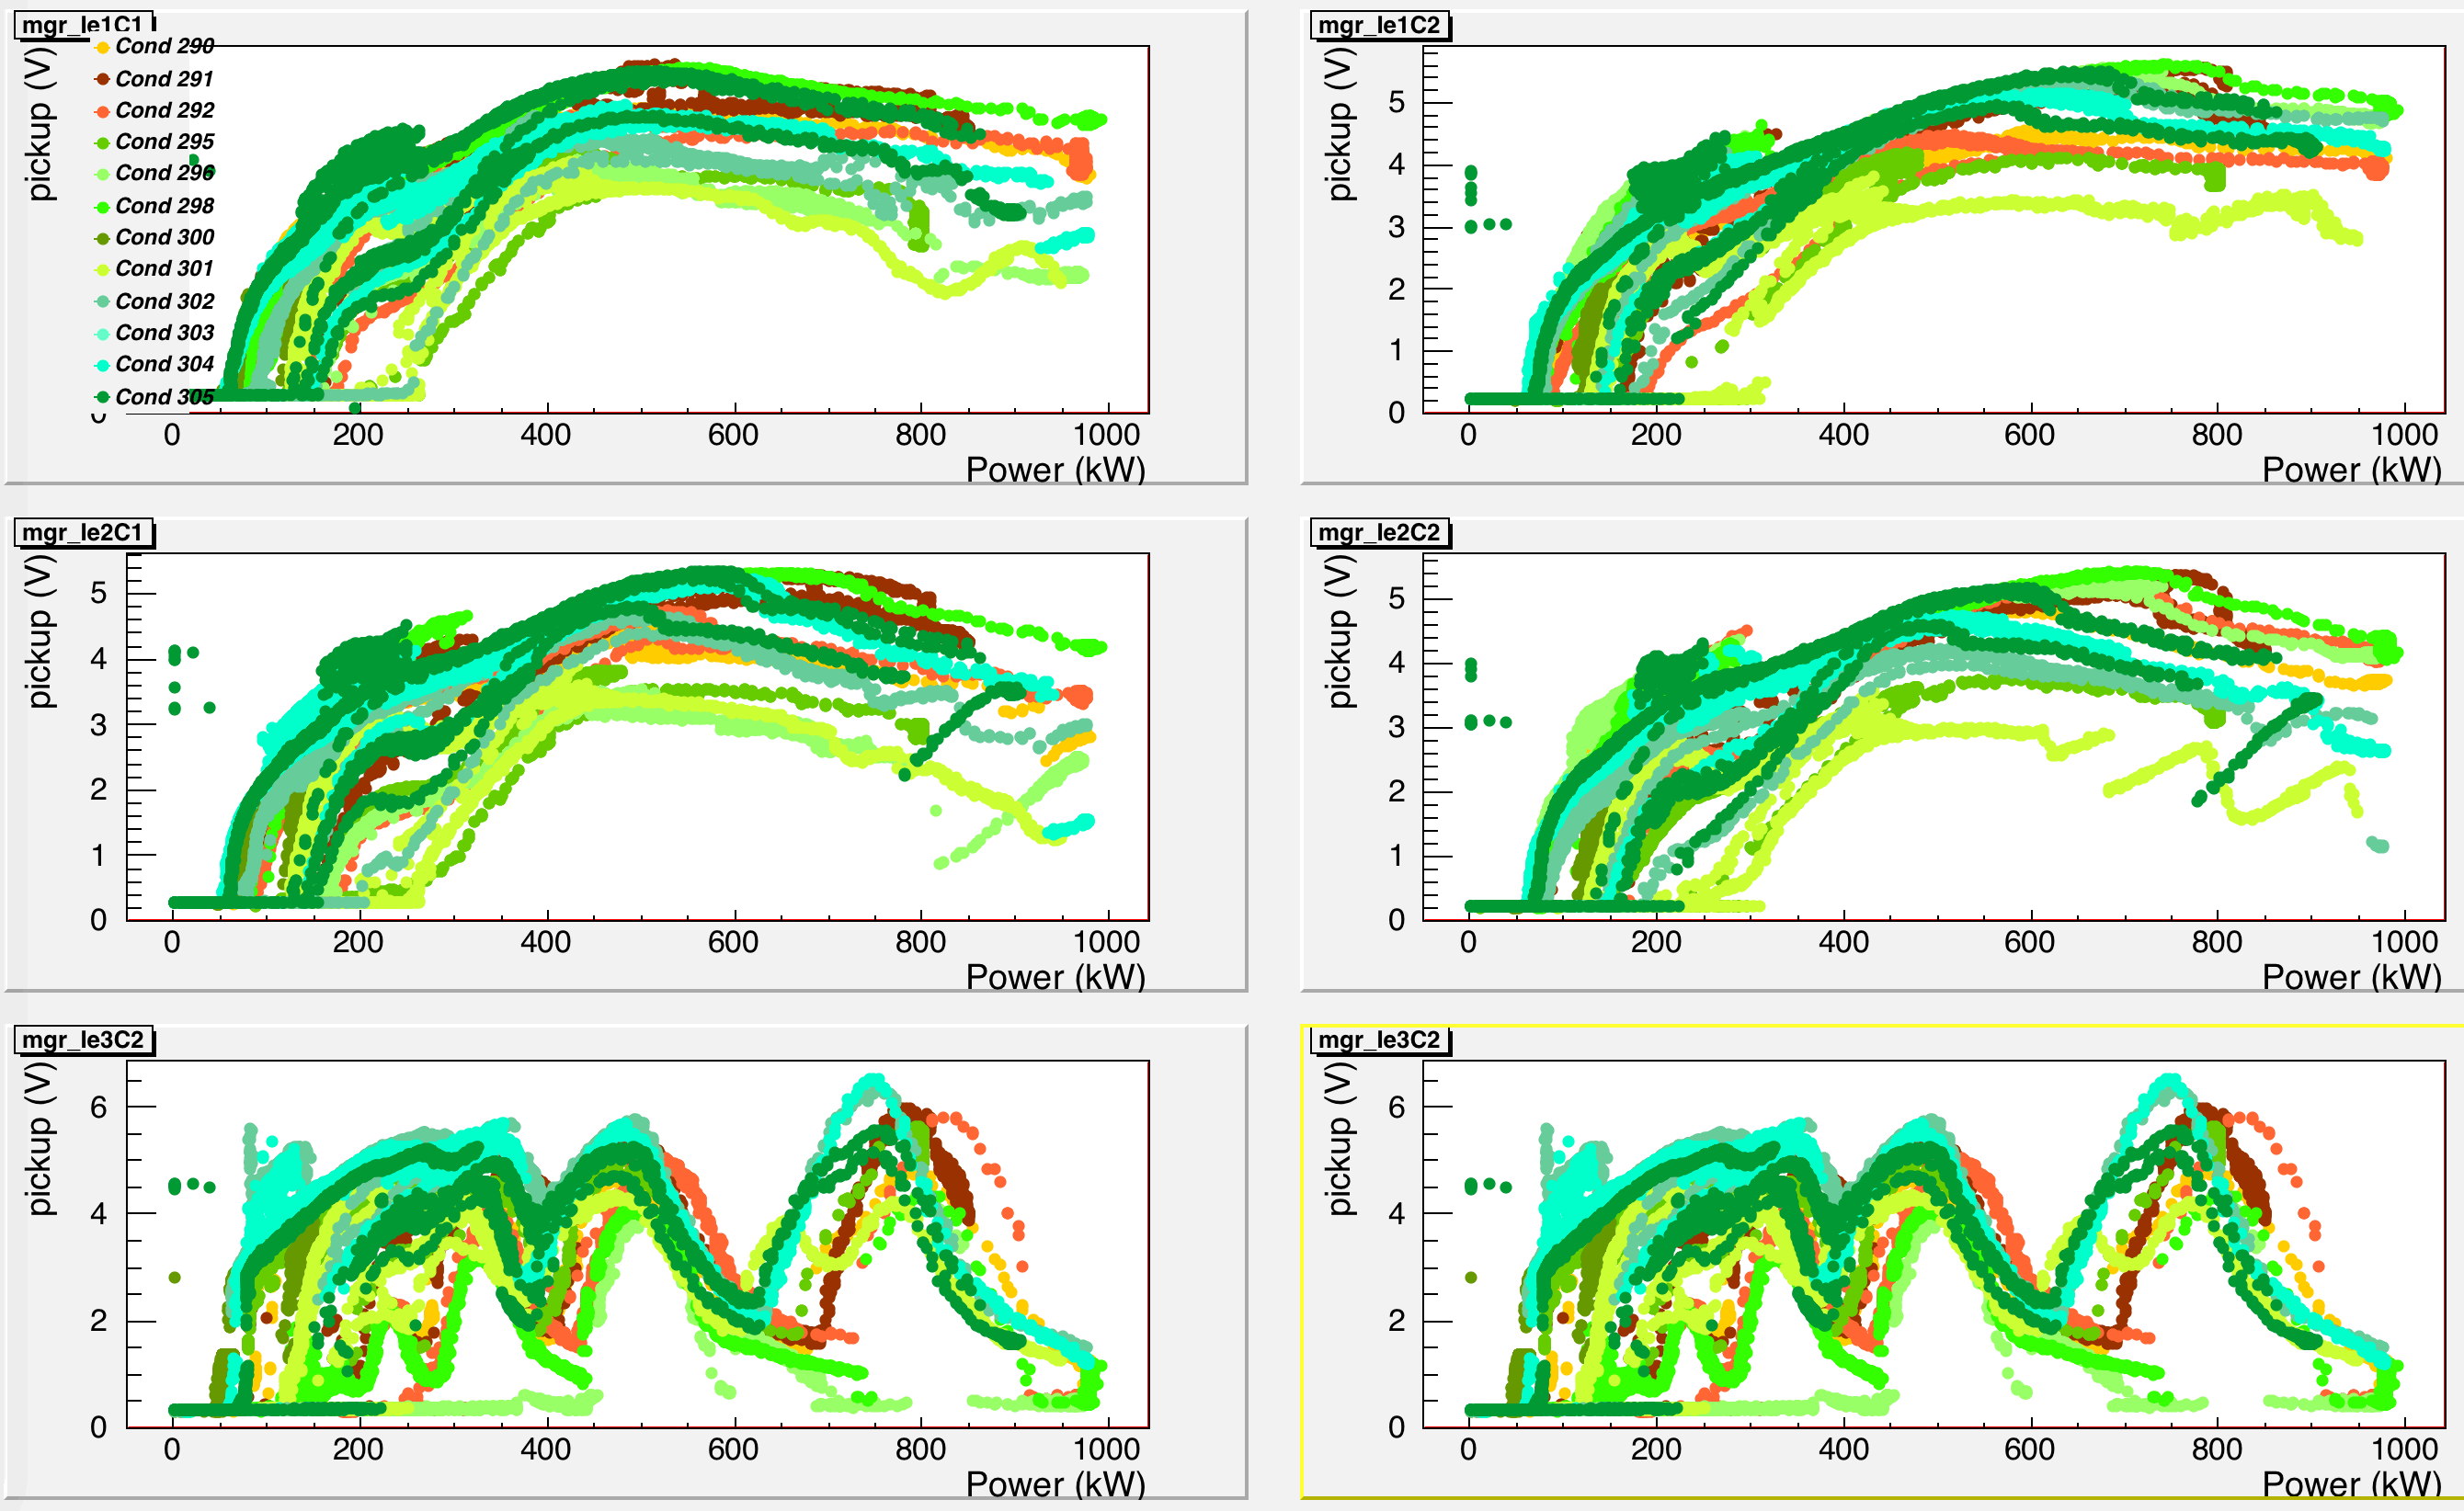 mgr_le1C1
pickup (V)
Cond 290
Cond 291
Cond 292
Cond 295
Cond 296
Cond 298
Cond 300
Cond 301
Cond 302
Cond 303
Cond 304
Cond 305
0
0 200 400 600 800 1000
Power (kW)
mgr_le1C2
pickup (V)
5
4
3
2
1
0
0 200 400 600 800 1000
Power (kW)
mgr_le2C1
pickup (V)
5
4
3
2
1
0
0 200 400 600 800 1000
Power (kW)
mgr_le2C2
pickup (V)
5
4
3
2
1
0
0 200 400 600 800 1000
Power (kW)
mgr_le3C2
pickup (V)
6
4
2
0
0 200 400 600 800 1000
Power (kW)
mgr_le3C2
pickup (V)
6
4
2
0
0 200 400 600 800 1000
Power (kW)